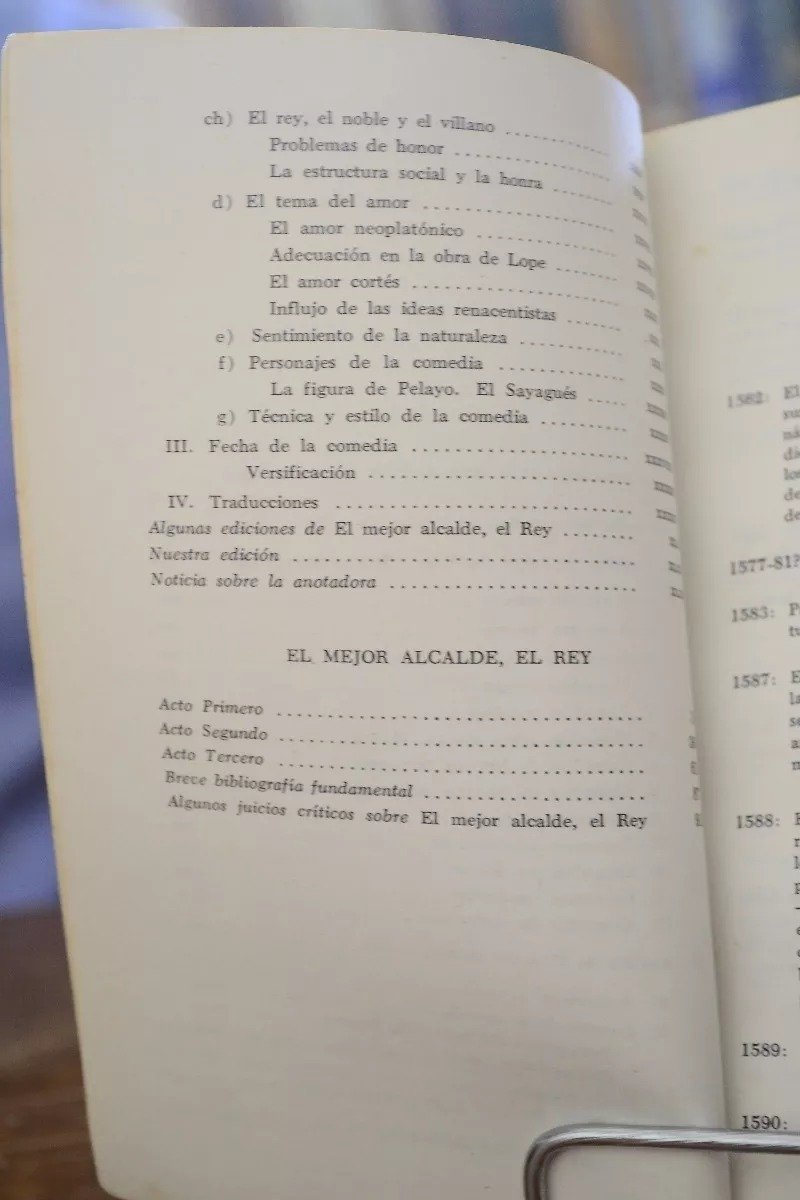 ch) El rey, el noble y el villano
Problemas de honor
La estructura social y la honra
d) El tema del amor
El amor neoplatónico
Adecuación en la obra de Lope
El amor cortés
Influjo de las ideas renacentistas
e) Sentimiento de la naturaleza
f) Personajes de la comedia
La figura de Pelayo. El Sayagués
g) Técnica y estilo de la comedia
III. Fecha de la comedia
Versificación
IV. Traducciones
Algunas ediciones de El mejor alcalde, el Rey
Nuestra edición
Noticia sobre la anotadora
EL MEJOR ALCALDE, EL REY
Acto Primero
Acto Segundo
Acto Tercero
Breve bibliografía fundamental
Algunos juicios críticos sobre El mejor alcalde, el Rey
1562: El
1577-81?
1583:
1587:
1588:
1589:
1590: